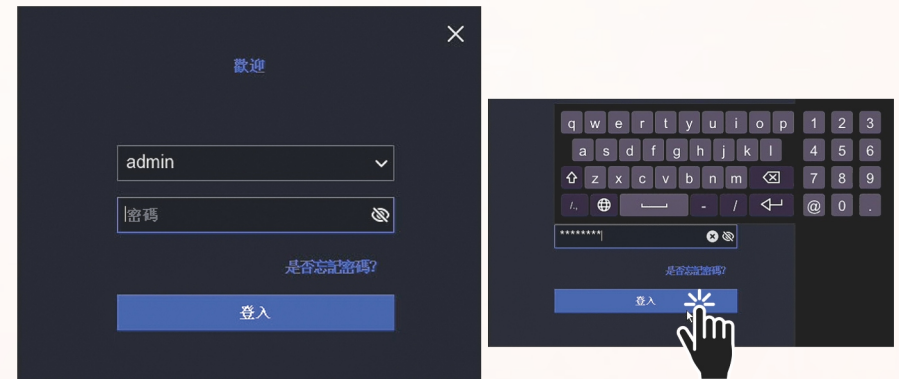 歡迎
admin
密碼
是否忘記密碼?
登入
q w e r t y u i o p 1 2 3
a s d f g h j k l 4 5 6
z x c v b n m 7 8 9
/., - / @ 0 .
********
是否忘記密碼?
登入